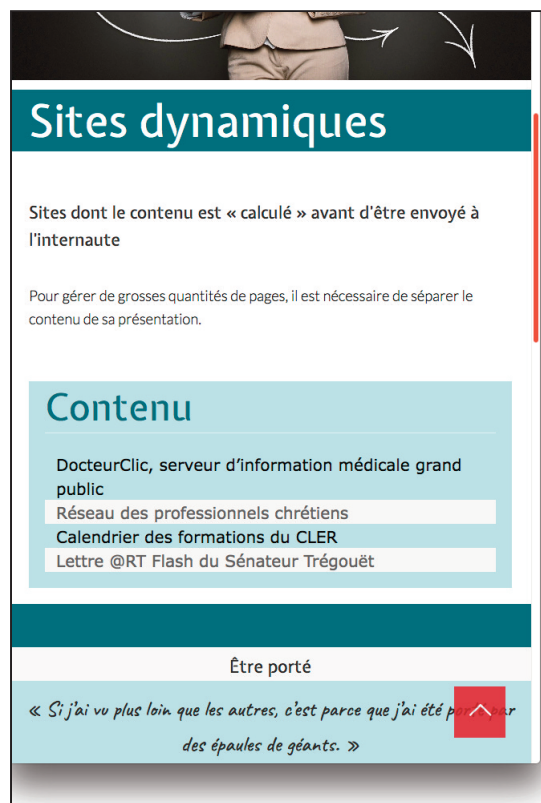 Sites dynamiques
Sites dont le contenu est « calculé » avant d'être envoyé à
l'internaute
Pour gérer de grosses quantités de pages, il est nécessaire de séparer le
contenu de sa présentation.
Contenu
DocteurClic, serveur d’information médicale grand
public
Réseau des professionnels chrétiens
Calendrier des formations du CLER
Lettre @RT Flash du Sénateur Trégouët
Être porté
« Si j’ai vu plus loin que les autres, c’est parce que j’ai été porté par
des épaules de géants. »